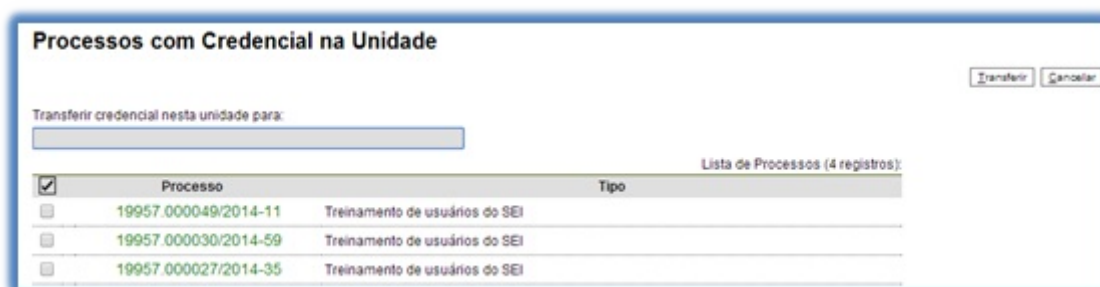 Processos com Credencial na Unidade
Transferir Cancelar
Transferir credencial nesta unidade para:
Lista de Processos (4 registros):
Processo Tipo
19957.000049/2014-11 Treinamento de usuários do SEI
19957.000030/2014-59 Treinamento de usuários do SEI
19957.000027/2014-35 Treinamento de usuários do SEI